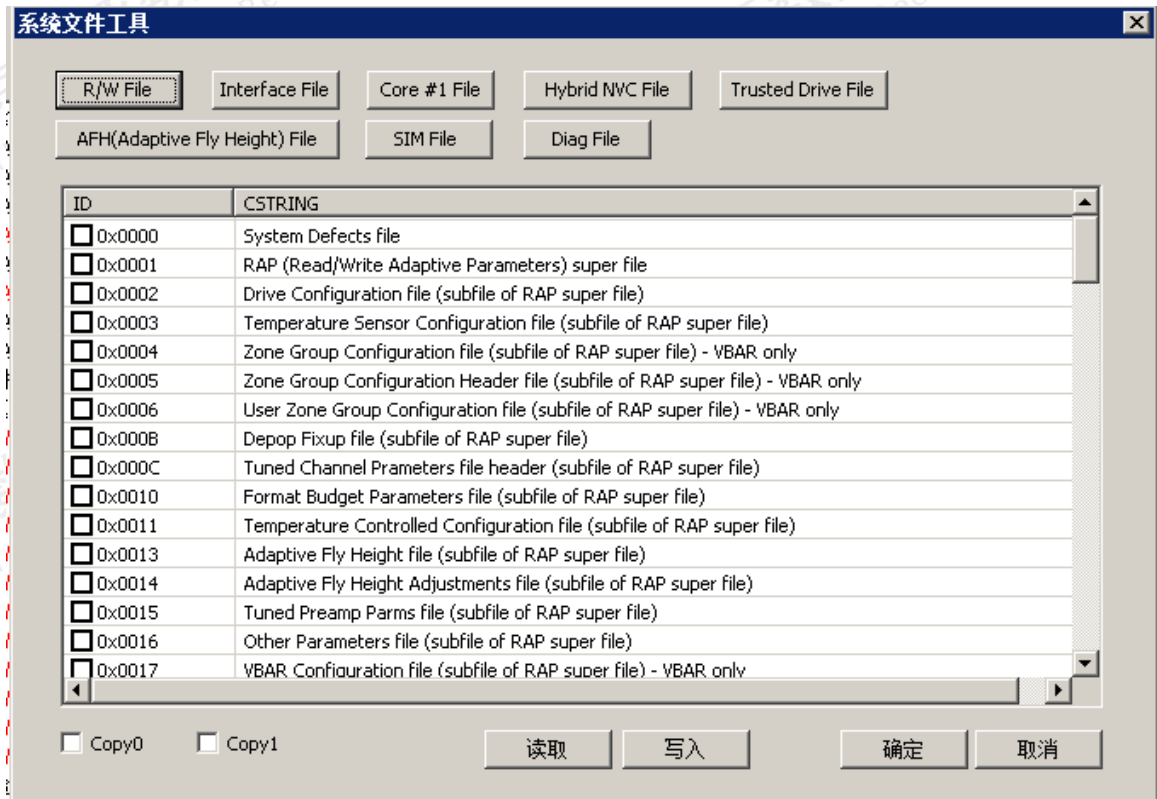 系统文件工具
R/W File Interface File Core #1 File Hybrid NVC File Trusted Drive File
AFH(Adaptive Fly Height) File SIM File Diag File
ID CSTRING
0x0000 System Defects file
0x0001 RAP (Read/Write Adaptive Parameters) super file
0x0002 Drive Configuration file (subfile of RAP super file)
0x0003 Temperature Sensor Configuration file (subfile of RAP super file)
0x0004 Zone Group Configuration file (subfile of RAP super file) - VBAR only
0x0005 Zone Group Configuration Header file (subfile of RAP super file) - VBAR only
0x0006 User Zone Group Configuration file (subfile of RAP super file) - VBAR only
0x000B Depop Fixup file (subfile of RAP super file)
0x000C Tuned Channel Prameters file header (subfile of RAP super file)
0x0010 Format Budget Parameters file (subfile of RAP super file)
0x0011 Temperature Controlled Configuration file (subfile of RAP super file)
0x0013 Adaptive Fly Height file (subfile of RAP super file)
0x0014 Adaptive Fly Height Adjustments file (subfile of RAP super file)
0x0015 Tuned Preamp Parms file (subfile of RAP super file)
0x0016 Other Parameters file (subfile of RAP super file)
0x0017 VBAR Configuration file (subfile of RAP super file) - VBAR only
Copy0 Copy1 读取 写入 确定 取消